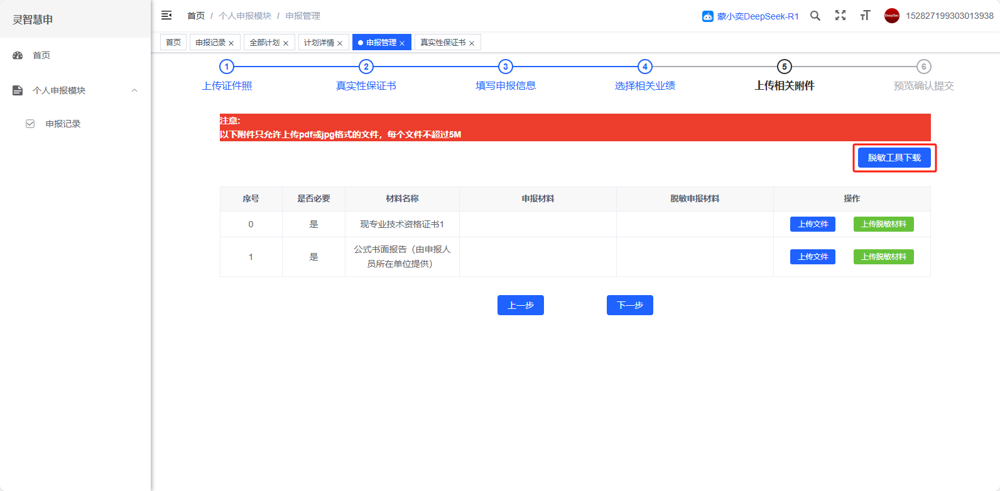 灵智慧申
首页
个人申报模块
申报记录
首页 / 个人申报模块 / 申报管理
蒙小奕DeepSeek-R1
152827199303013938
首页
申报记录 ×
全部计划 ×
计划详情 ×
申报管理 ×
真实性保证书 ×
1
2
3
4
5
6
上传证件照
真实性保证书
填写申报信息
选择相关业绩
上传相关附件
预览确认提交
注意：
以下附件只允许上传pdf或jpg格式的文件，每个文件不超过5M
脱敏工具下载
序号 是否必要 材料名称 申报材料 脱敏申报材料 操作
0 是 现专业技术资格证书1 上传文件 上传脱敏材料
1 是 公式书面报告（由申报人
员所在单位提供） 上传文件 上传脱敏材料
上一步 下一步